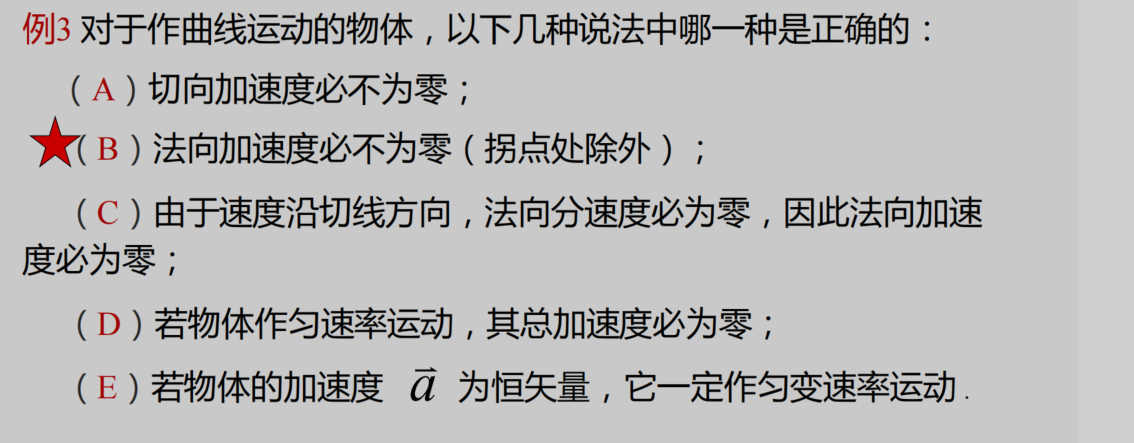 例3 对于作曲线运动的物体，以下几种说法中哪一种是正确的：
（A）切向加速度必不为零；
（B）法向加速度必不为零（拐点处除外）；
（C）由于速度沿切线方向，法向分速度必为零，因此法向加速
度必为零；
（D）若物体作匀速率运动，其总加速度必为零；
（E）若物体的加速度 $\vec{a}$ 为恒矢量，它一定作匀变速率运动．